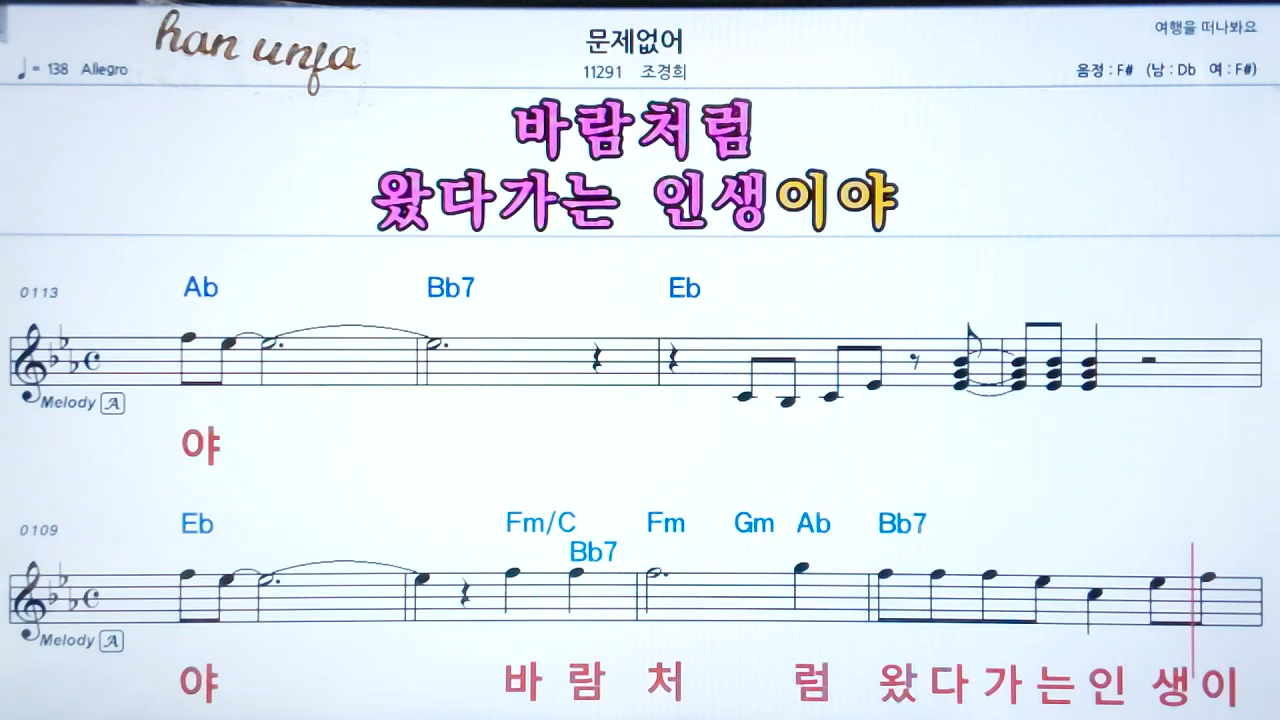 han unja
문제없어
여행을 떠나봐요
♩= 138 Allegro
11291 조경희
음정 : F# (남 : Db 여 : F#)
바람처럼
왔다가는 인생이야
0113
Ab Bb7 Eb
Melody A
야
0109
Eb Fm/C Fm Gm Ab Bb7
Bb7
Melody A
야 바 람 처 럼 왔 다 가 는 인 생 이